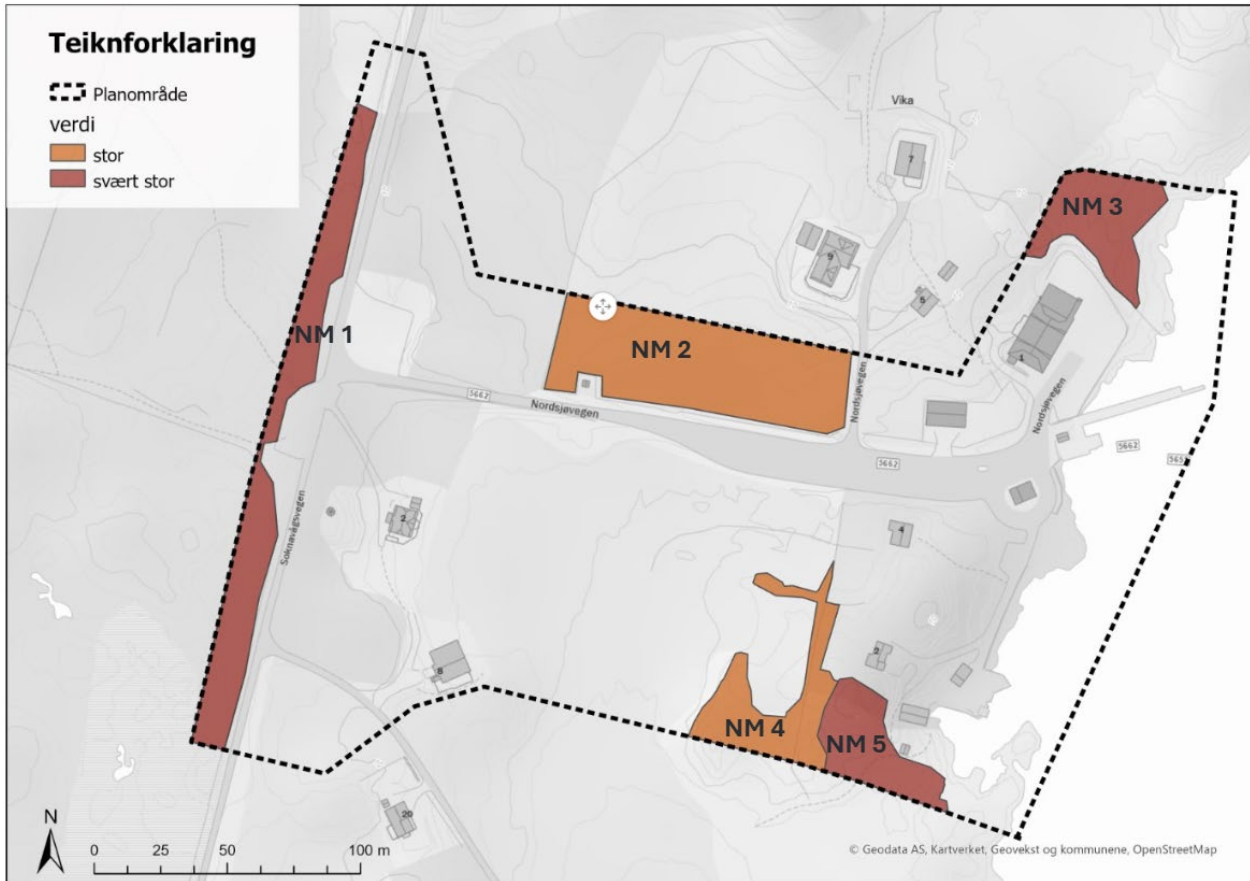 Teiknforklaring
Planområde
verdi
stor
svært stor
Vika
7
NM 3
9
5
NM 1
NM 2
1
5662
Nordsjøvegen
Nordsjøvegen
Nordsjøvegen
5662
5662
Soknavågsvegen
2
4
3
8
NM 4
NM 5
20
N
0 25 50 100 m
© Geodata AS, Kartverket, Geovekst og kommunene, OpenStreetMap